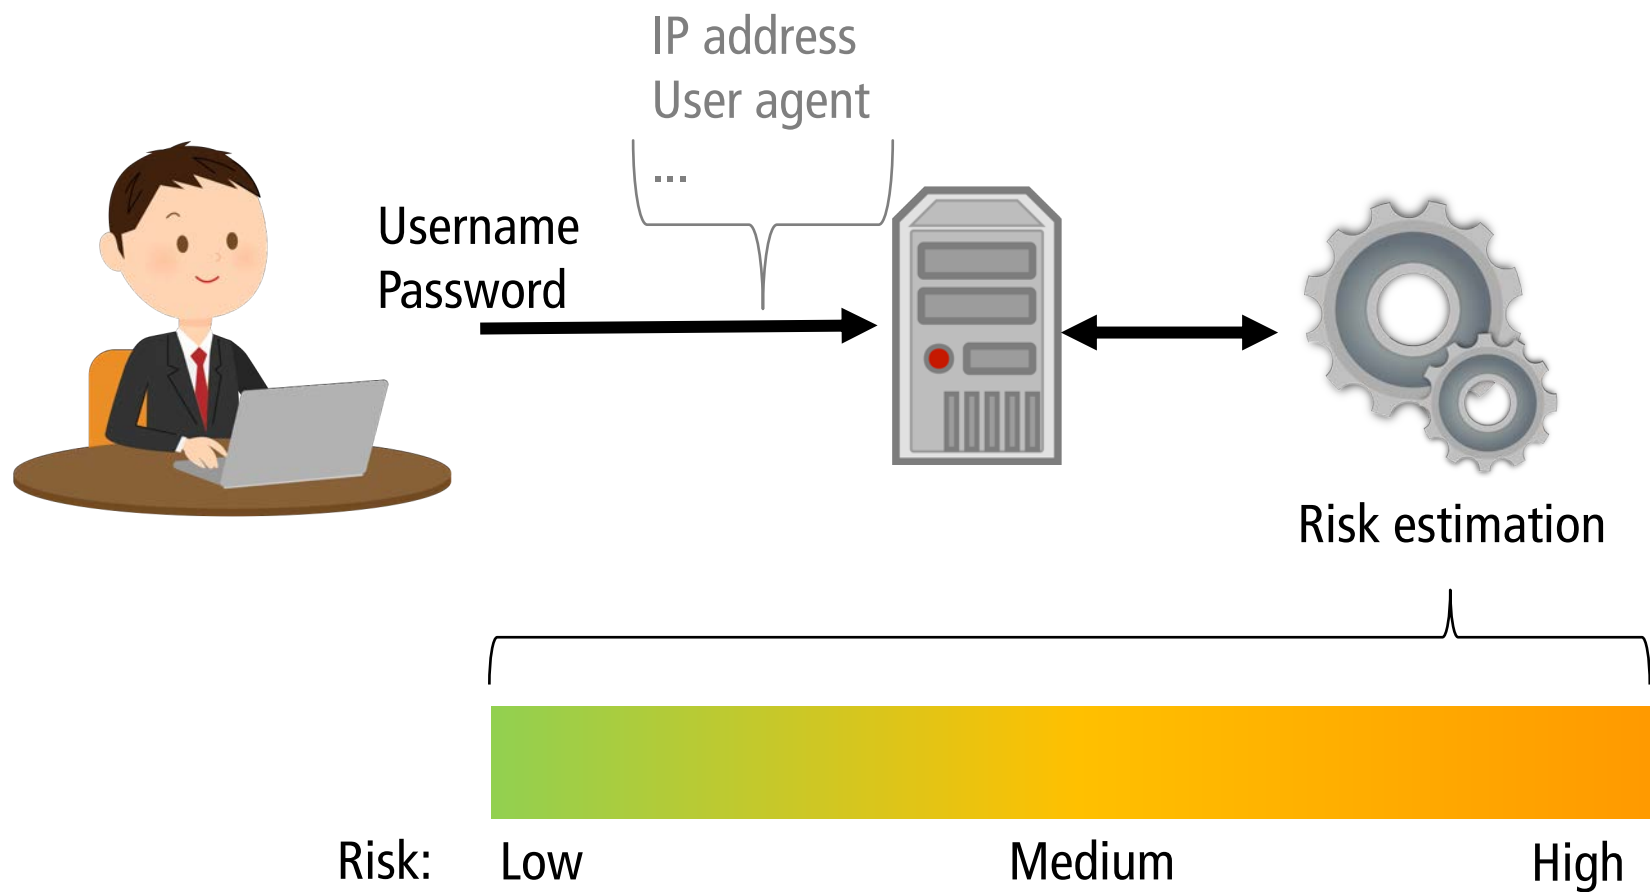 IP address
User agent
...
Username
Password
Risk estimation
Risk: Low Medium High